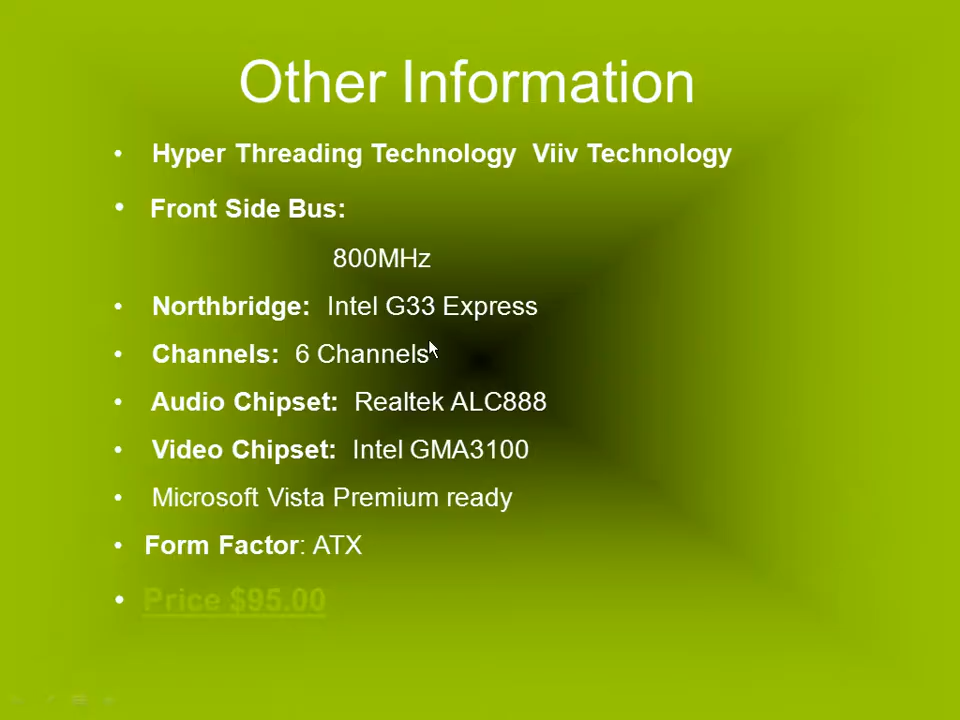 Other Information
• Hyper Threading Technology Viiv Technology
• Front Side Bus:
800MHz
• Northbridge: Intel G33 Express
• Channels: 6 Channels
• Audio Chipset: Realtek ALC888
• Video Chipset: Intel GMA3100
• Microsoft Vista Premium ready
• Form Factor: ATX
• Price $95.00